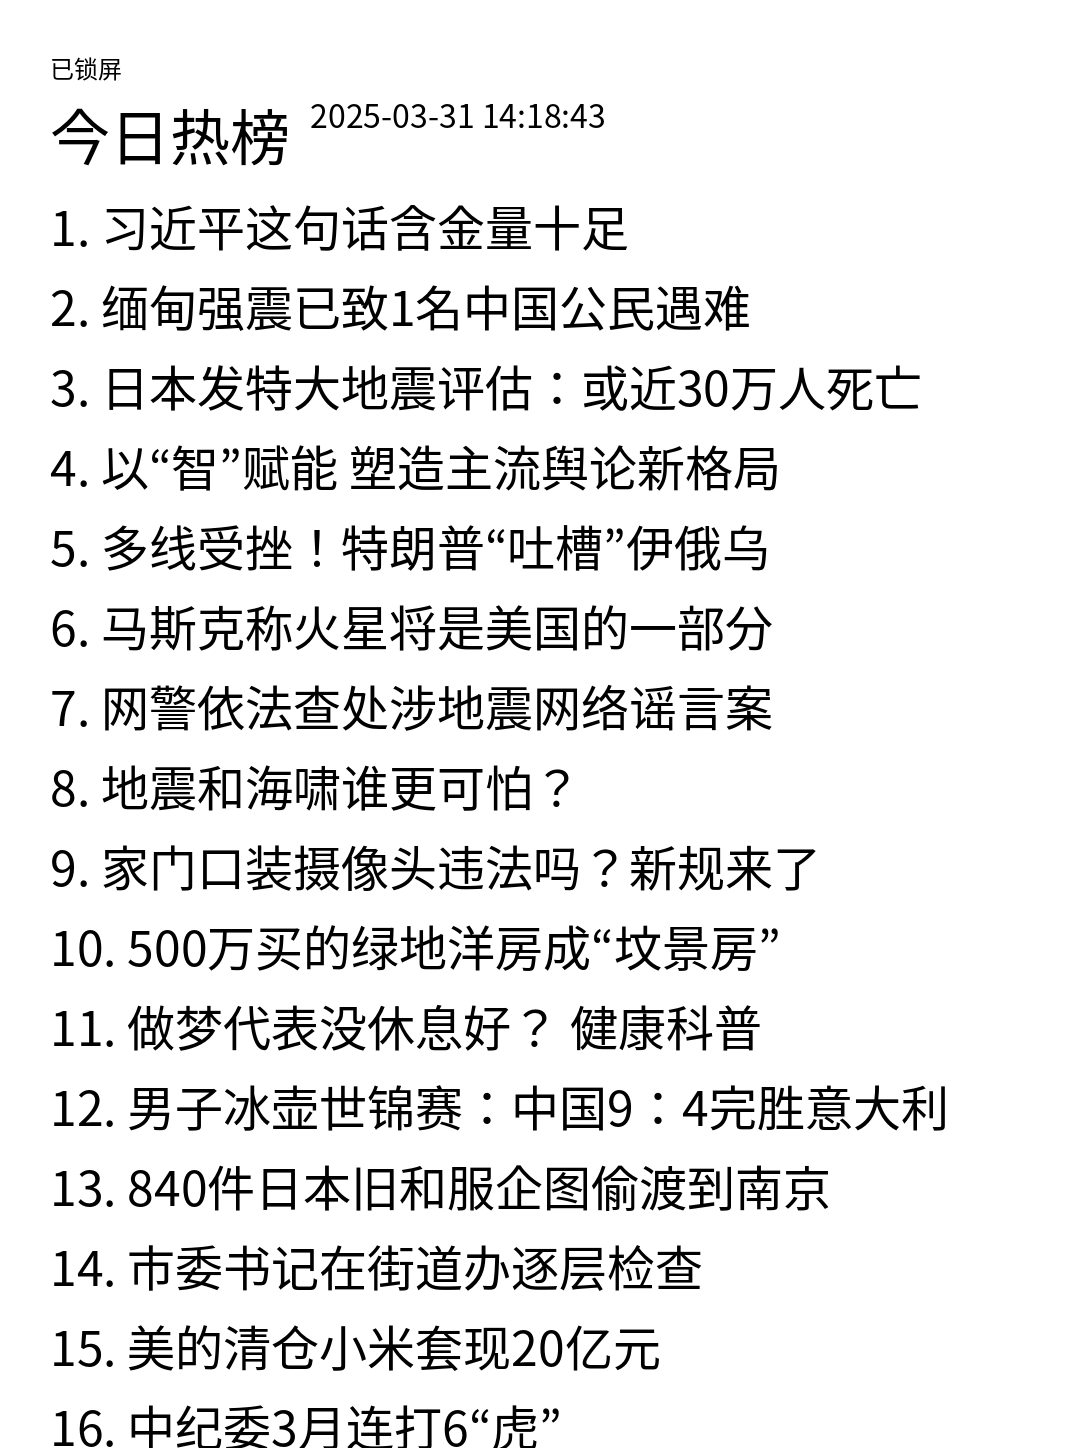 已锁屏
今日热榜 2025-03-31 14:18:43
1. 习近平这句话含金量十足
2. 缅甸强震已致1名中国公民遇难
3. 日本发特大地震评估：或近30万人死亡
4. 以“智”赋能 塑造主流舆论新格局
5. 多线受挫！特朗普“吐槽”伊俄乌
6. 马斯克称火星将是美国的一部分
7. 网警依法查处涉地震网络谣言案
8. 地震和海啸谁更可怕？
9. 家门口装摄像头违法吗？新规来了
10. 500万买的绿地洋房成“坟景房”
11. 做梦代表没休息好？ 健康科普
12. 男子冰壶世锦赛：中国9：4完胜意大利
13. 840件日本旧和服企图偷渡到南京
14. 市委书记在街道办逐层检查
15. 美的清仓小米套现20亿元
16. 中纪委3月连打6“虎”